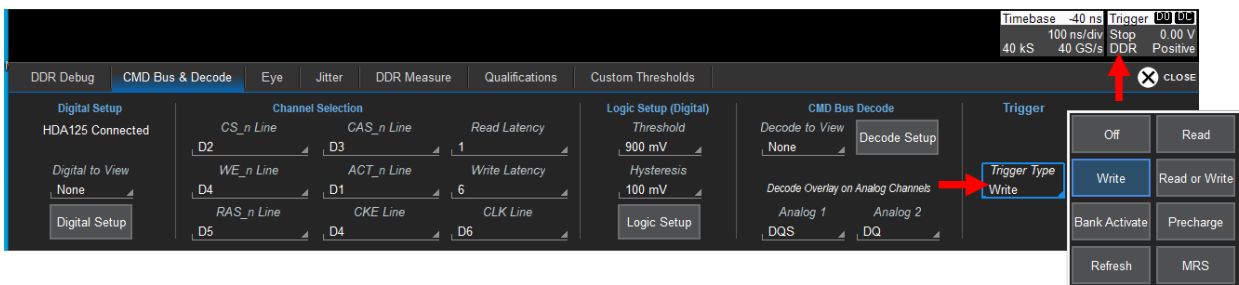 Timebase -40 ns Trigger D0 DC
100 ns/div Stop 0.00 V
40 kS 40 GS/s DDR Positive
DDR Debug CMD Bus & Decode Eye Jitter DDR Measure Qualifications Custom Thresholds CLOSE
Digital Setup Channel Selection Logic Setup (Digital) CMD Bus Decode Trigger
HDA125 Connected CS_n Line CAS_n Line Read Latency Threshold Decode to View Decode Setup Off Read
D2 D3 1 900 mV None
Digital to View WE_n Line ACT_n Line Write Latency Hysteresis Trigger Type Write Read or Write
None D4 D1 6 100 mV Decode Overlay on Analog Channels Write
Digital Setup RAS_n Line CKE Line CLK Line Logic Setup Analog 1 Analog 2 Bank Activate Precharge
D5 D4 D6 DQS DQ
Refresh MRS